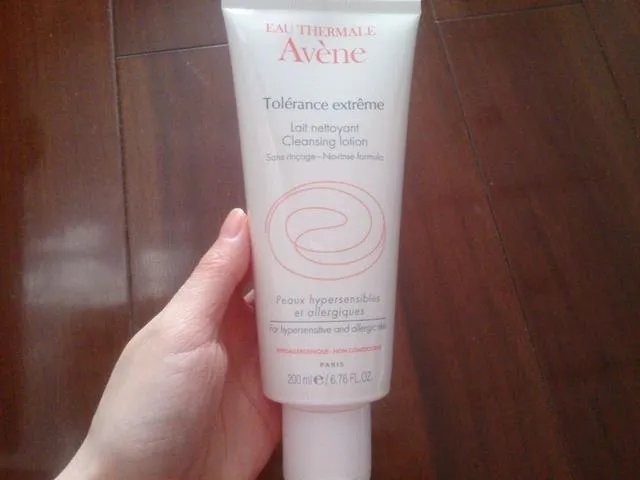 EAU THERMALE
Avène
Tolérance extrême
Lait nettoyant
Cleansing lotion
Sans rinçage - No-rinse formula
Peaux hypersensibles
et allergiques
For hypersensitive and allergic skin
HYPOALLERGENIQUE - NON COMEDOGENE
PARIS
200 ml e / 6.76 FL.OZ.